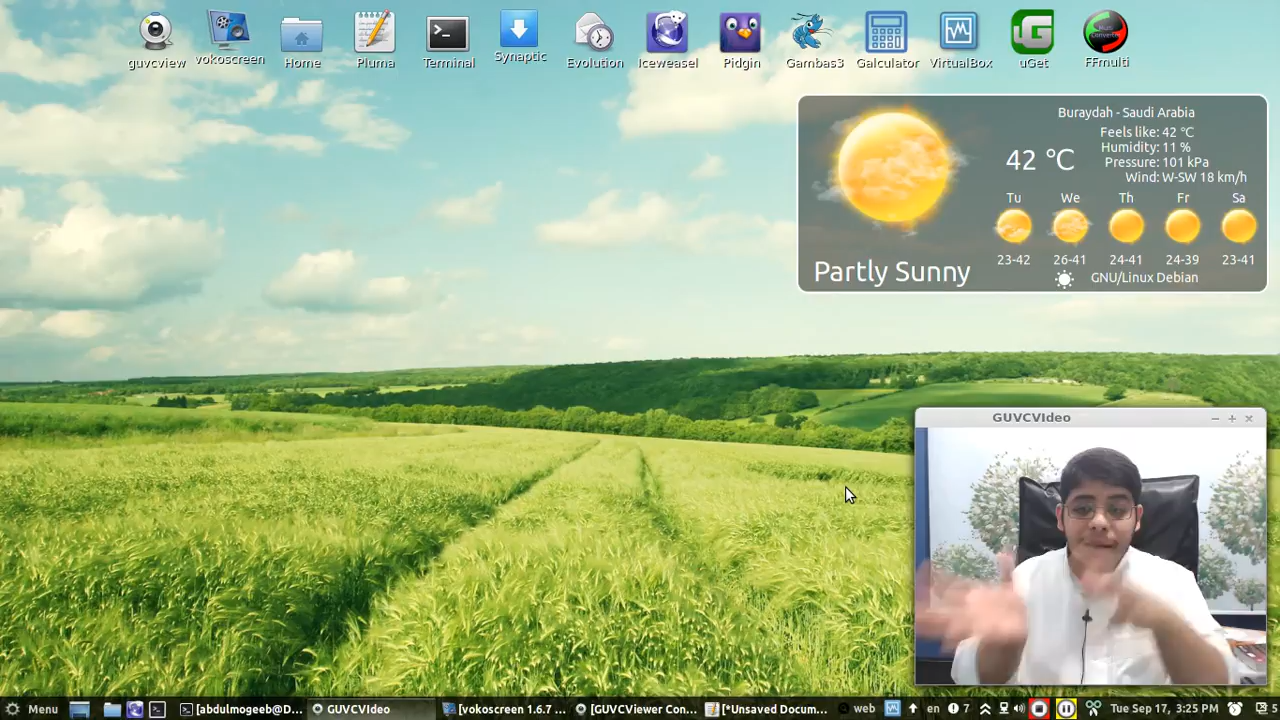 guvcview
vokoscreen
Home
Pluma
Terminal
Synaptic
Evolution
Iceweasel
Pidgin
Gambas3
Galculator
VirtualBox
uGet
FFmulti
Buraydah - Saudi Arabia
42 °C
Feels like: 42 °C
Humidity: 11 %
Pressure: 101 kPa
Wind: W-SW 18 km/h
Tu We Th Fr Sa
23-42 26-41 24-41 24-39 23-41
Partly Sunny
GNU/Linux Debian
GUVCVIdeo
Menu
[abdulmogeeb@D...
GUVCVIdeo
[vokoscreen 1.6.7 ...
[GUVCViewer Con...
[*Unsaved Docum...
web
en
7
Tue Sep 17, 3:25 PM
5